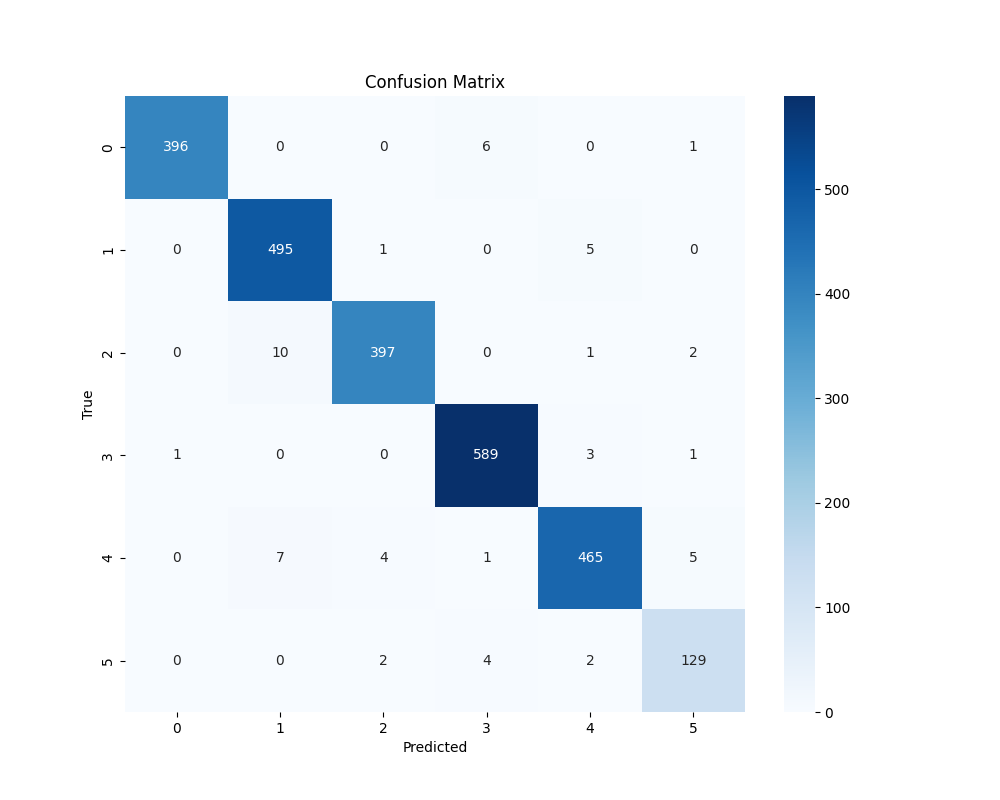 Confusion Matrix
0 396 0 0 6 0 1
1 0 495 1 0 5 0
2 0 10 397 0 1 2
3 1 0 0 589 3 1
4 0 7 4 1 465 5
5 0 0 2 4 2 129
0 1 2 3 4 5
Predicted
True
500
400
300
200
100
0